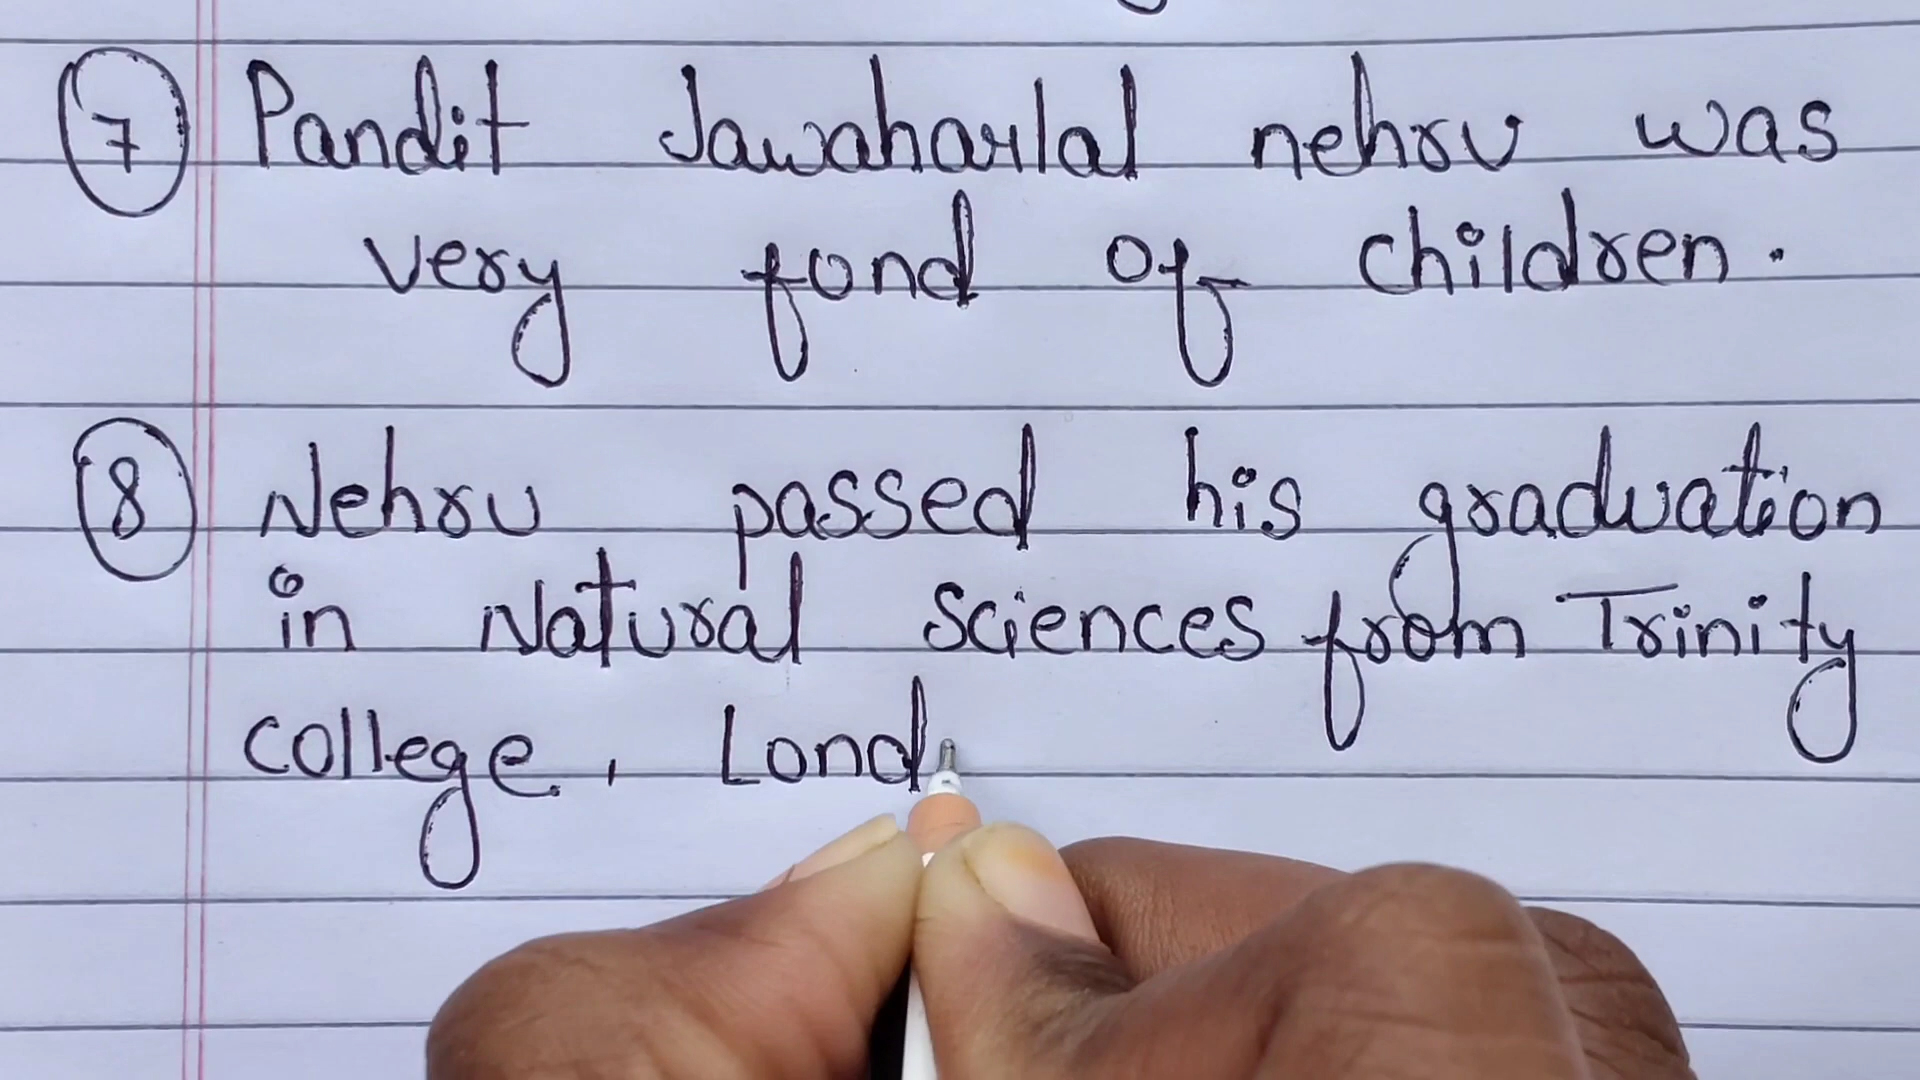 7 Pandit Jawaharlal nehru was
very fond of children.
8 Nehru passed his graduation
in Natural Sciences from Trinity
college, Lond